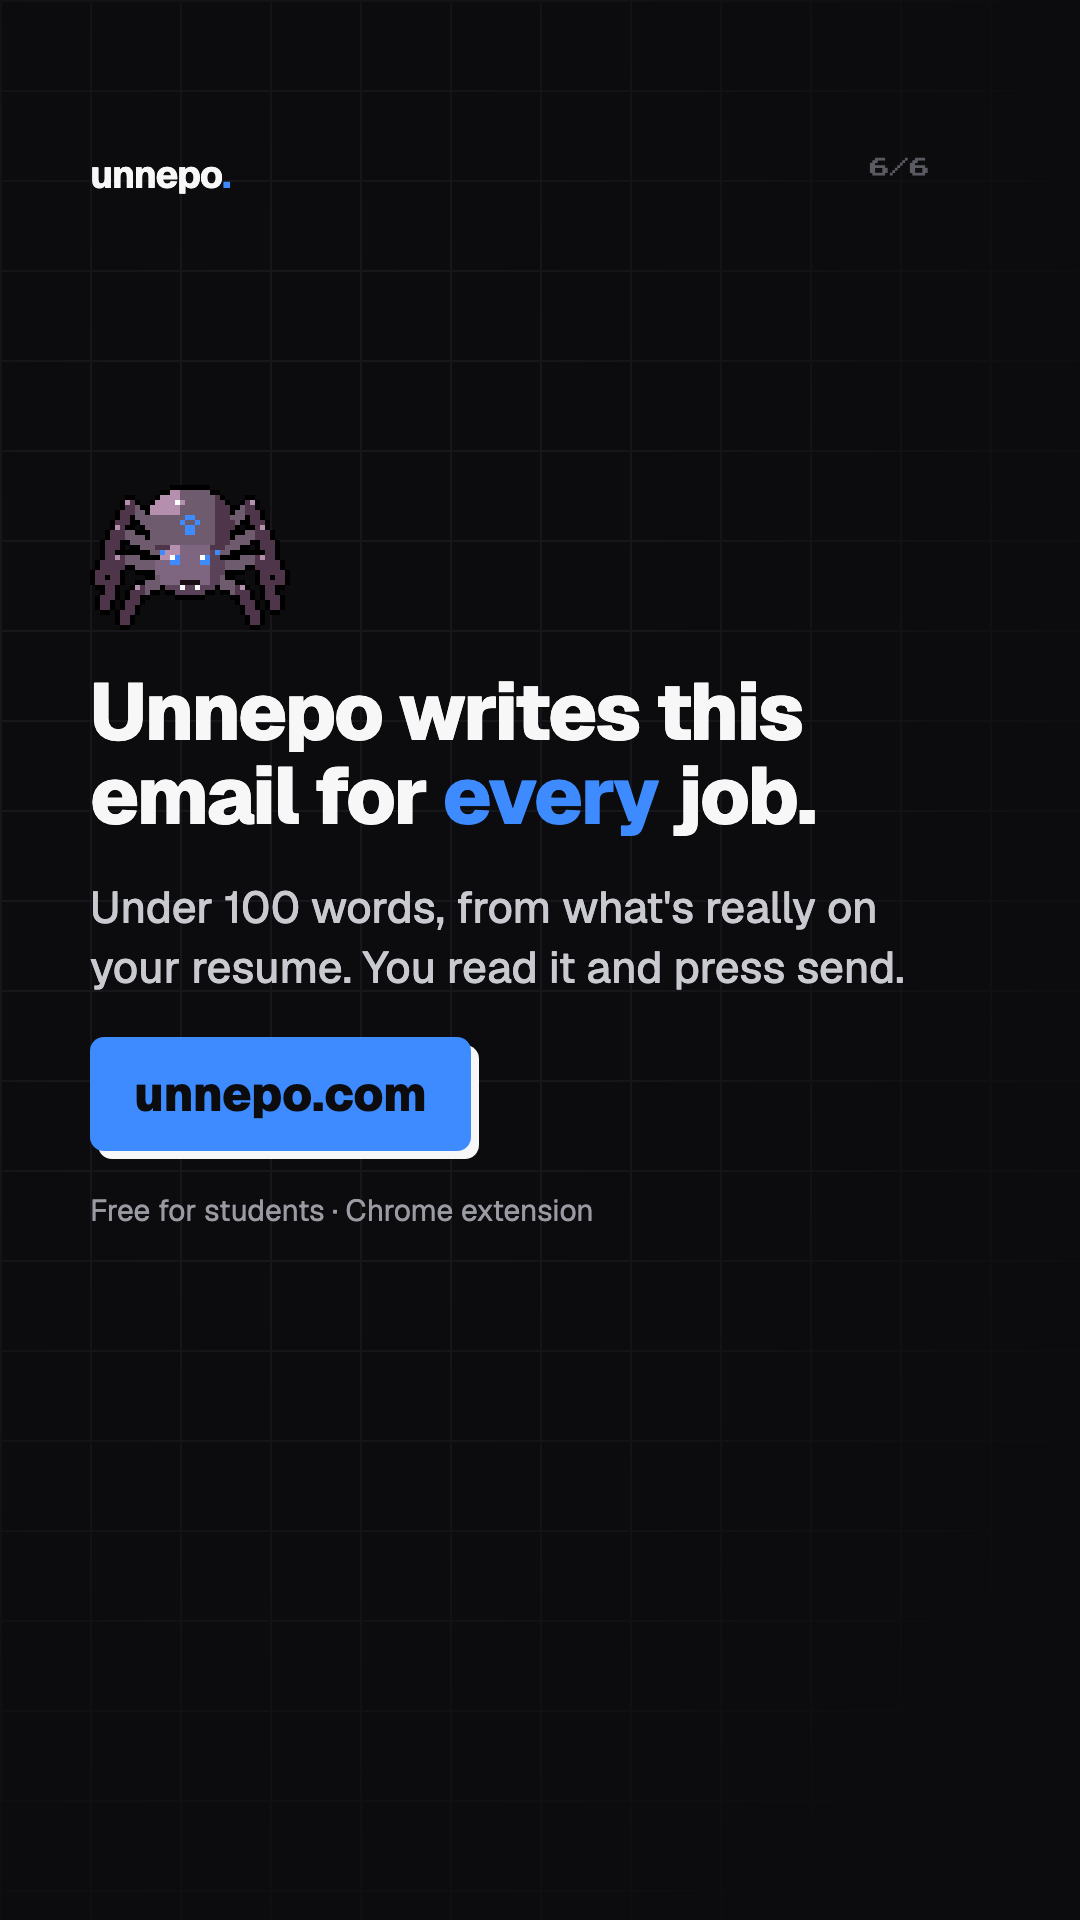 unnepo.
6/6
Unnepo writes this
email for every job.
Under 100 words, from what's really on
your resume. You read it and press send.
unnepo.com
Free for students · Chrome extension